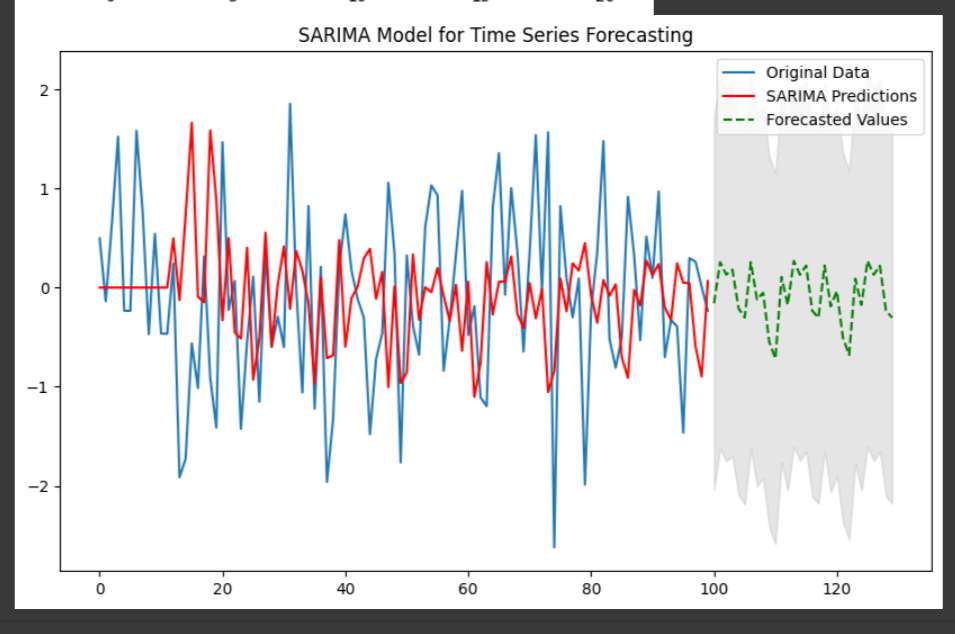 SARIMA Model for Time Series Forecasting
Original Data
SARIMA Predictions
Forecasted Values
2
1
0
−1
−2
0 20 40 60 80 100 120